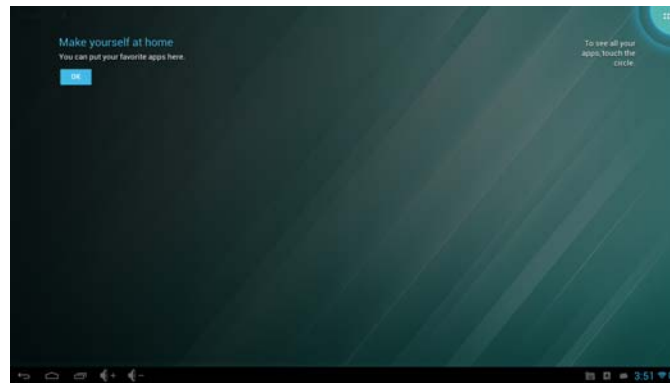 Make yourself at home
You can put your favorite apps here.
OK
To see all your
apps, touch the
circle.
3:51